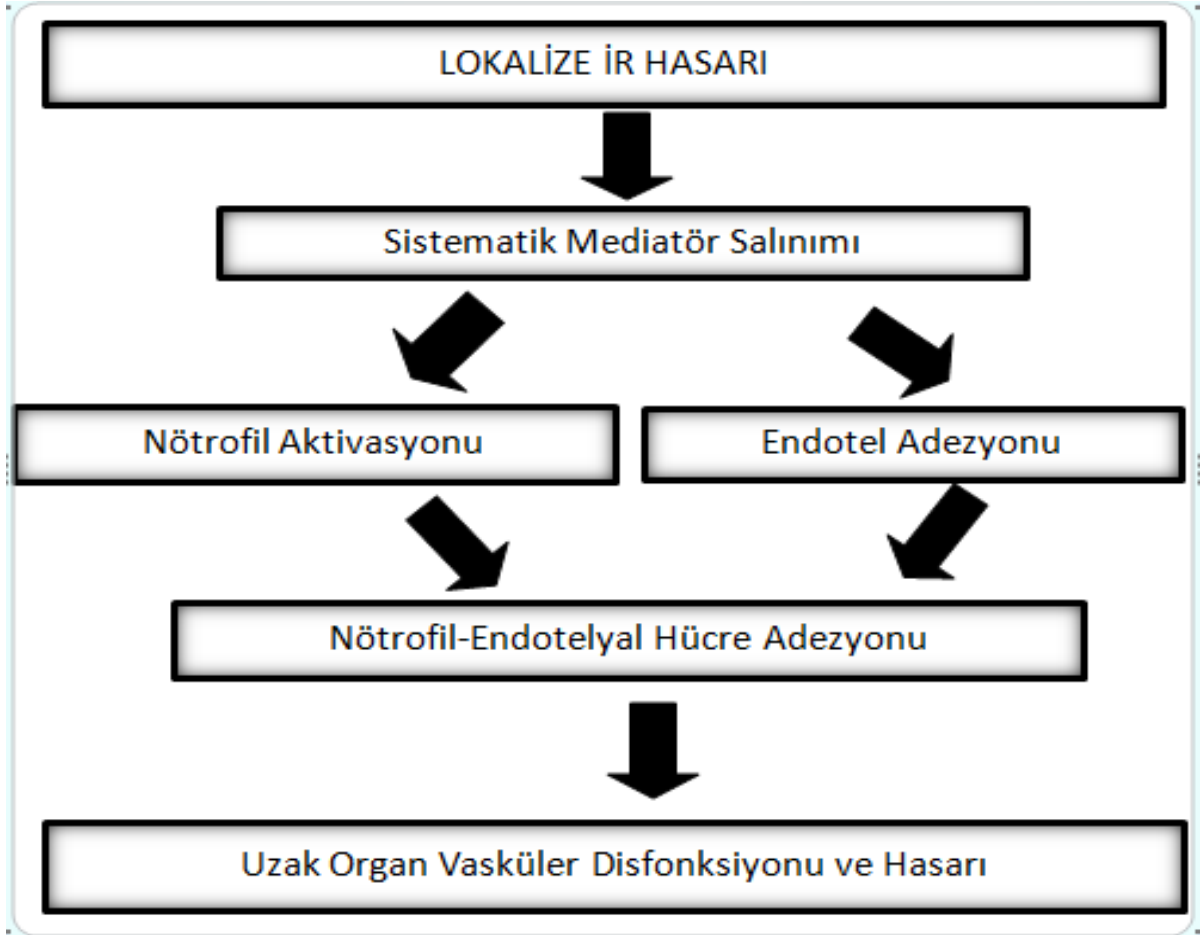 LOKALİZE İR HASARI
Sistematik Mediatör Salınımı
Nötrofil Aktivasyonu
Endotel Adezyonu
Nötrofil-Endotelyal Hücre Adezyonu
Uzak Organ Vasküler Disfonksiyonu ve Hasarı